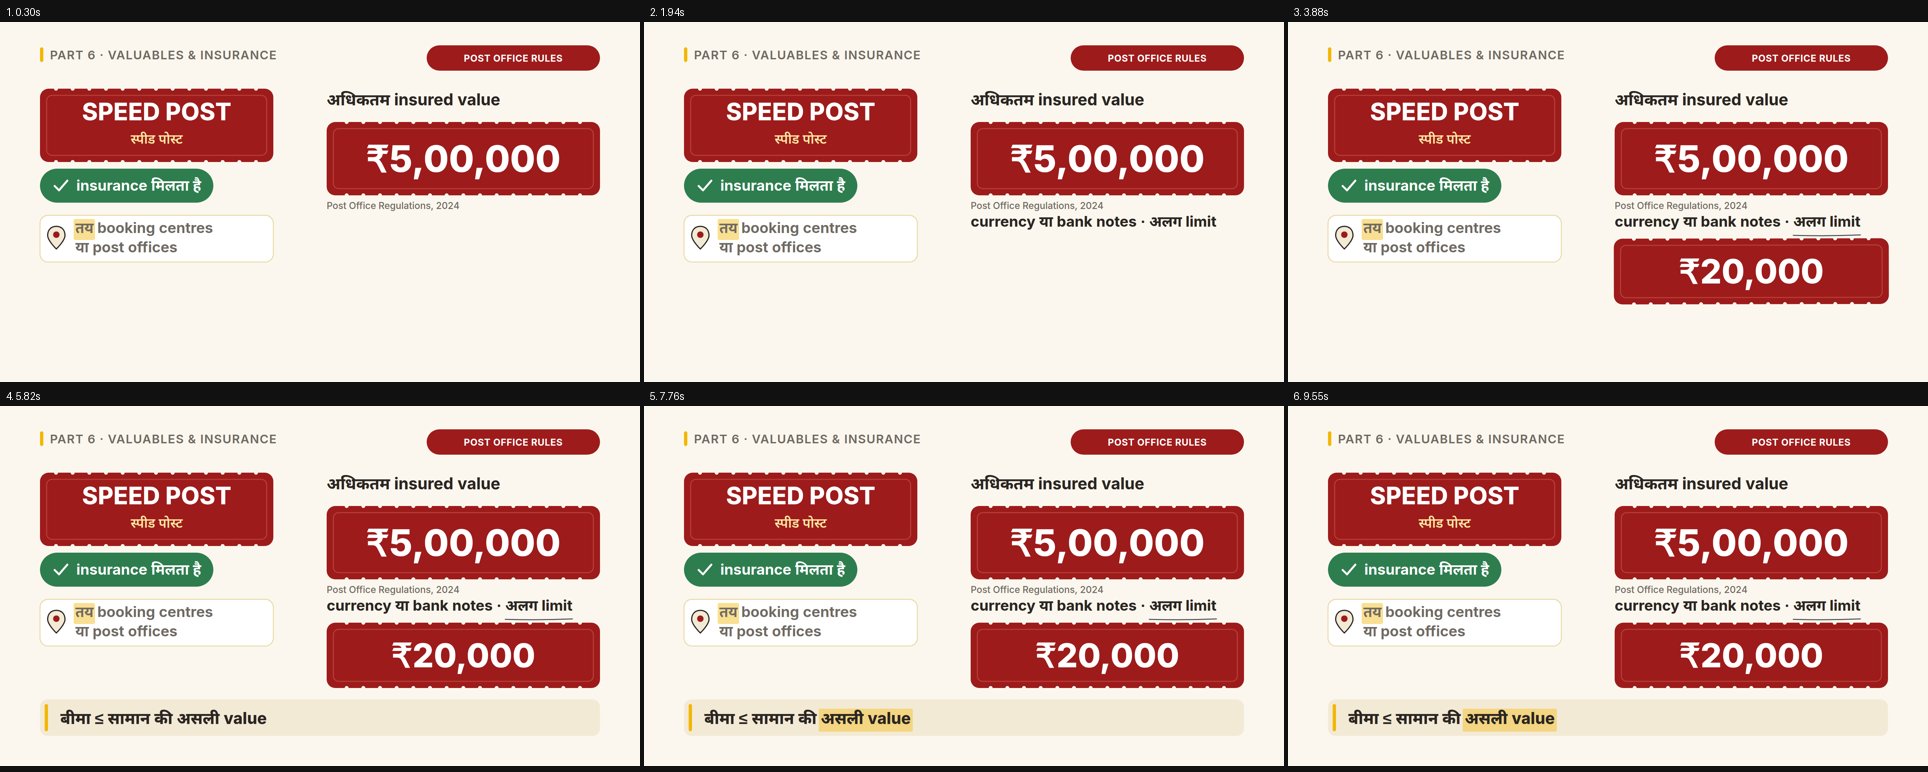 1. 0.30s
PART 6 · VALUABLES & INSURANCE
POST OFFICE RULES
SPEED POST
स्पीड पोस्ट
insurance मिलता है
तय booking centres
या post offices
अधिकतम insured value
₹5,00,000
Post Office Regulations, 2024
2. 1.94s
PART 6 · VALUABLES & INSURANCE
POST OFFICE RULES
SPEED POST
स्पीड पोस्ट
insurance मिलता है
तय booking centres
या post offices
अधिकतम insured value
₹5,00,000
Post Office Regulations, 2024
currency या bank notes · अलग limit
3. 3.88s
PART 6 · VALUABLES & INSURANCE
POST OFFICE RULES
SPEED POST
स्पीड पोस्ट
insurance मिलता है
तय booking centres
या post offices
अधिकतम insured value
₹5,00,000
Post Office Regulations, 2024
currency या bank notes · अलग limit
₹20,000
4. 5.82s
PART 6 · VALUABLES & INSURANCE
POST OFFICE RULES
SPEED POST
स्पीड पोस्ट
insurance मिलता है
तय booking centres
या post offices
अधिकतम insured value
₹5,00,000
Post Office Regulations, 2024
currency या bank notes · अलग limit
₹20,000
बीमा ≤ सामान की असली value
5. 7.76s
PART 6 · VALUABLES & INSURANCE
POST OFFICE RULES
SPEED POST
स्पीड पोस्ट
insurance मिलता है
तय booking centres
या post offices
अधिकतम insured value
₹5,00,000
Post Office Regulations, 2024
currency या bank notes · अलग limit
₹20,000
बीमा ≤ सामान की असली value
6. 9.55s
PART 6 · VALUABLES & INSURANCE
POST OFFICE RULES
SPEED POST
स्पीड पोस्ट
insurance मिलता है
तय booking centres
या post offices
अधिकतम insured value
₹5,00,000
Post Office Regulations, 2024
currency या bank notes · अलग limit
₹20,000
बीमा ≤ सामान की असली value